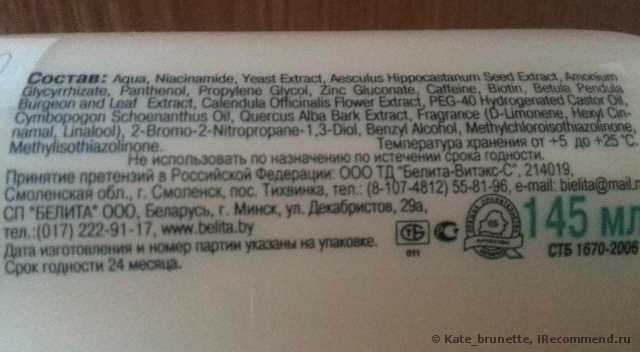 Состав: Aqua, Niacinamide, Yeast Extract, Aesculus Hippocastanum Seed Extract, Amonium
Glycyrrhizate, Panthenol, Propylene Glycol, Zinc Gluconate, Caffeine, Biotin, Betula Pendula
Burgeon and Leaf Extract, Calendula Officinalis Flower Extract, PEG-40 Hydrogenated Castor Oil,
Cymbopogon Schoenanthus Oil, Quercus Alba Bark Extract, Fragrance (D-Limonene, Hexyl Cin-
namal, Linalool), 2-Bromo-2-Nitropropane-1,3-Diol, Benzyl Alcohol, Methylchloroisothiazolinone,
Methylisothiazolinone. Температура хранения от +5 до +25°С.
Не использовать по назначению по истечении срока годности.
Принятие претензий в Российской Федерации: ООО ТД "Белита-Витэкс-С", 214019,
Смоленская обл., г. Смоленск, пос. Тихвинка, тел.: (8-107-4812) 55-81-96, e-mail: bielita@mail.r
СП "БЕЛИТА" ООО, Беларусь, г. Минск, ул. Декабристов, 29а,
тел.:(017) 222-91-17, www.belita.by
Дата изготовления и номер партии указаны на упаковке.
Срок годности 24 месяца.
011
145 мл
СТБ 1670-2006
© Kate_brunette, IRecommend.ru